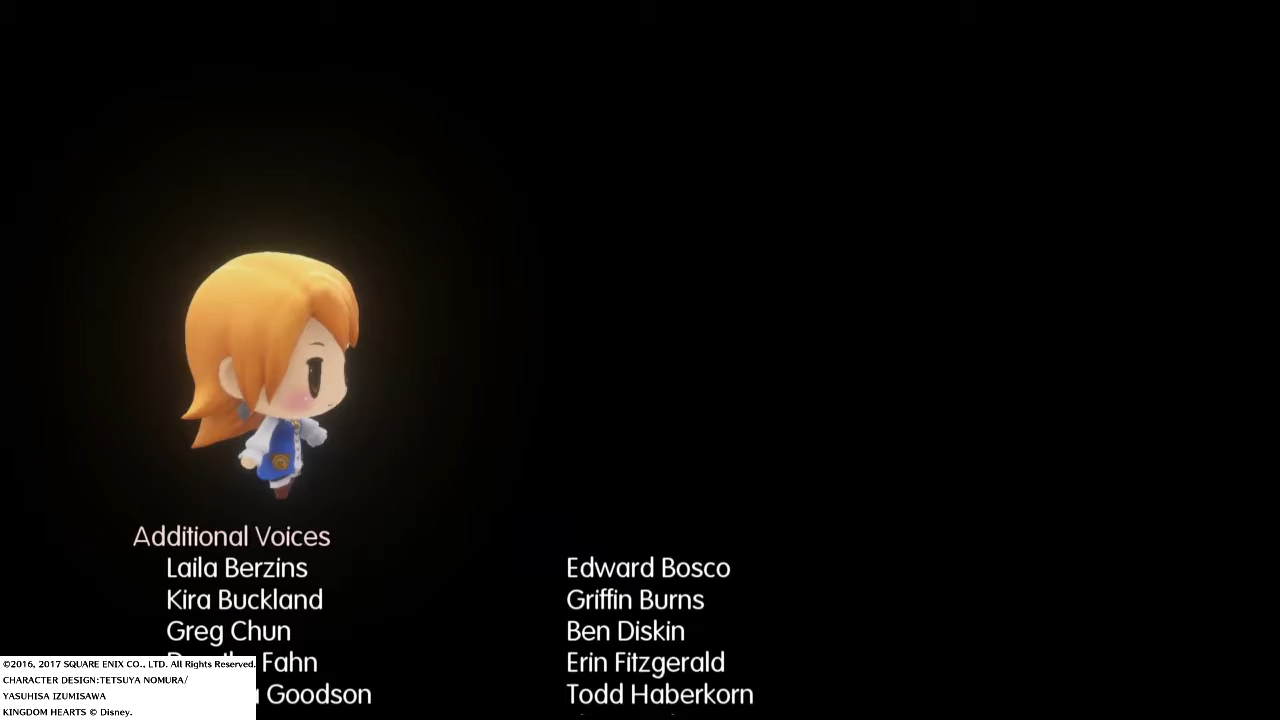 Additional Voices
Laila Berzins
Edward Bosco
Kira Buckland
Griffin Burns
Greg Chun
Ben Diskin
Fahn
Erin Fitzgerald
Goodson
Todd Haberkorn
©2016, 2017 SQUARE ENIX CO., LTD. All Rights Reserved.
CHARACTER DESIGN:TETSUYA NOMURA/
YASUHISA IZUMISAWA
KINGDOM HEARTS © Disney.